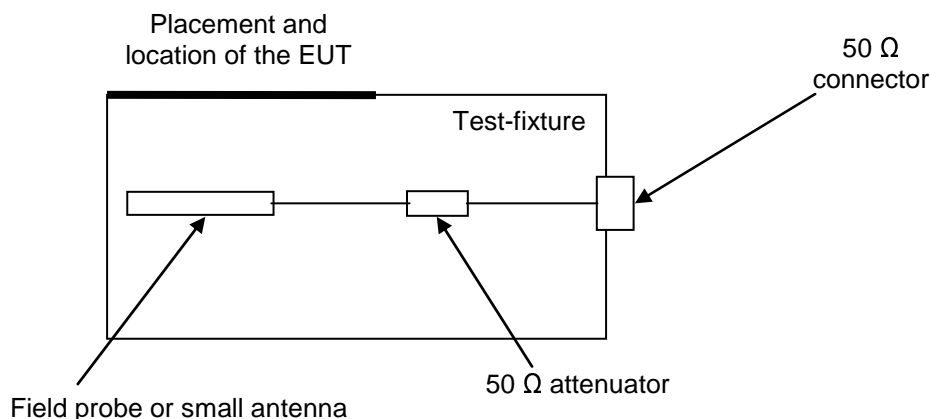 Placement and
location of the EUT
50 Ω
connector
Test-fixture
50 Ω attenuator
Field probe or small antenna